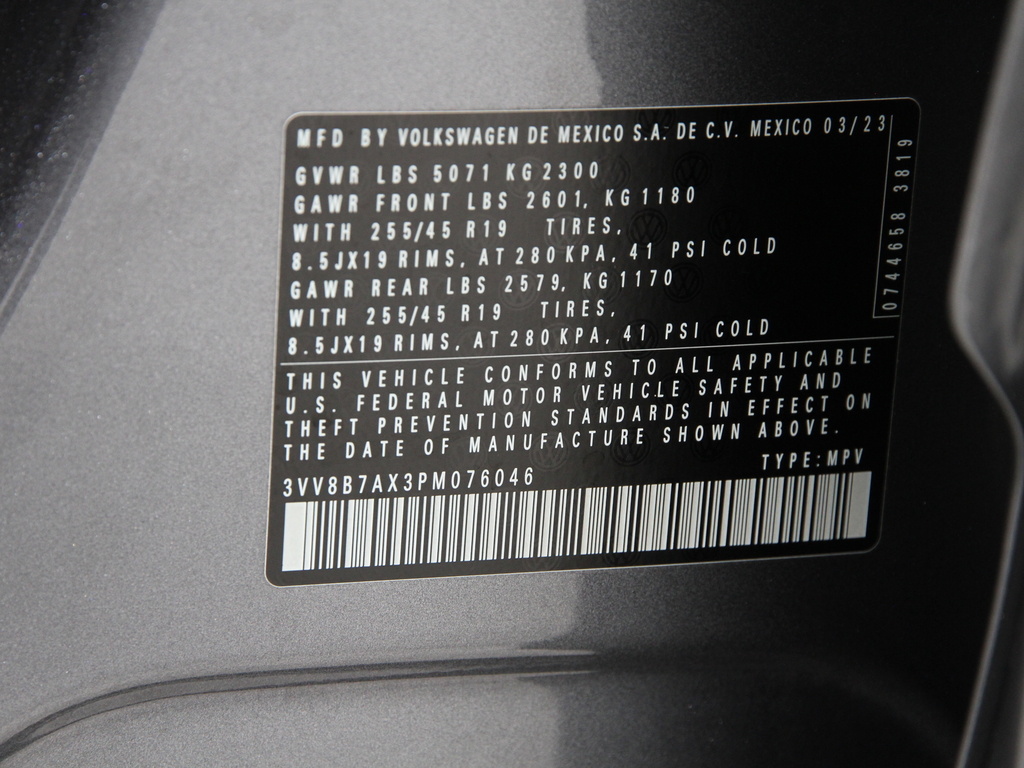 MFD BY VOLKSWAGEN DE MEXICO S.A. DE C.V. MEXICO 03/23
GVWR LBS 5071 KG 2300
GAWR FRONT LBS 2601, KG 1180
WITH 255/45 R19 TIRES,
8.5JX19 RIMS, AT 280 KPA, 41 PSI COLD
GAWR REAR LBS 2579, KG 1170
WITH 255/45 R19 TIRES,
8.5JX19 RIMS, AT 280 KPA, 41 PSI COLD
0744658 3819
THIS VEHICLE CONFORMS TO ALL APPLICABLE
U.S. FEDERAL MOTOR VEHICLE SAFETY AND
THEFT PREVENTION STANDARDS IN EFFECT ON
THE DATE OF MANUFACTURE SHOWN ABOVE.
TYPE: MPV
3VV8B7AX3PM076046